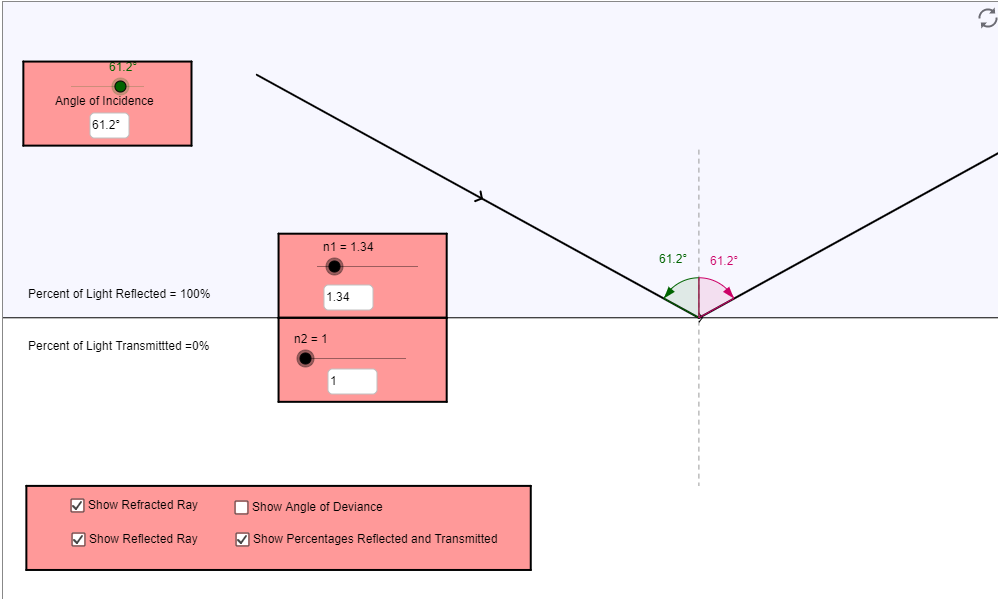 61.2°
Angle of Incidence
61.2°
n1 = 1.34
1.34
61.2°
61.2°
Percent of Light Reflected = 100%
n2 = 1
Percent of Light Transmittted =0%
1
Show Refracted Ray
Show Angle of Deviance
Show Reflected Ray
Show Percentages Reflected and Transmitted